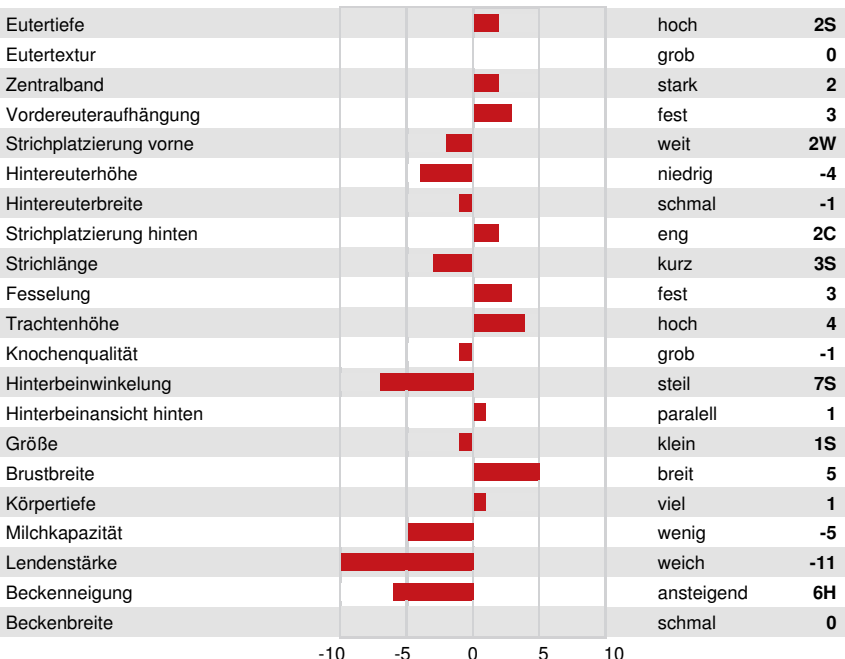 Eutertiefe hoch 2S
Eutertextur grob 0
Zentralband stark 2
Vordereuteraufhängung fest 3
Strichplatzierung vorne weit 2W
Hintereuterhöhe niedrig -4
Hintereuterbreite schmal -1
Strichplatzierung hinten eng 2C
Strichlänge kurz 3S
Fesselung fest 3
Trachtenhöhe hoch 4
Knochenqualität grob -1
Hinterbeinwinkelung steil 7S
Hinterbeinansicht hinten paralell 1
Größe klein 1S
Brustbreite breit 5
Körpertiefe viel 1
Milchkapazität wenig -5
Lendenstärke weich -11
Beckenneigung ansteigend 6H
Beckenbreite schmal 0
-10 -5 0 5 10